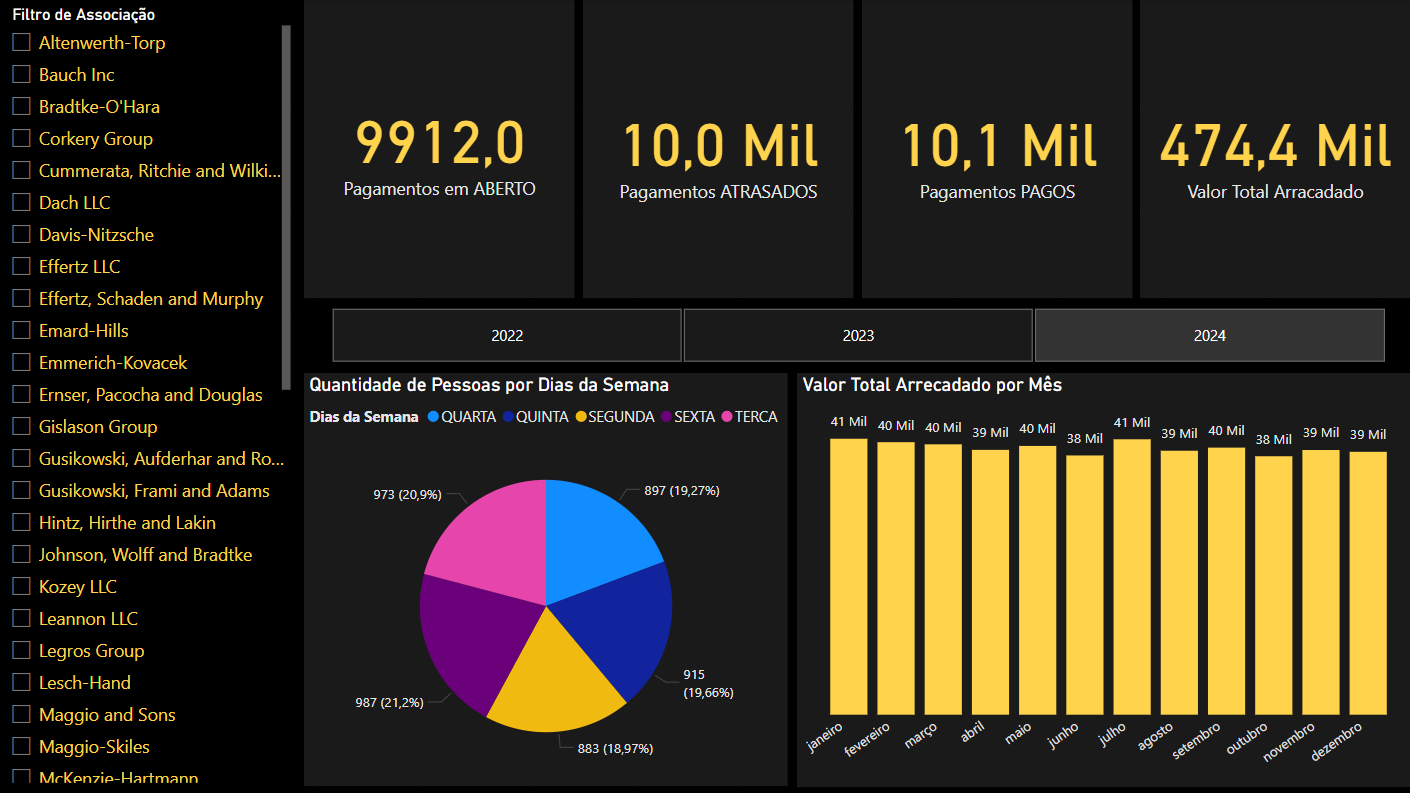 Filtro de Associação
Altenwerth-Torp
Bauch Inc
Bradtke-O'Hara
Corkery Group
Cummerata, Ritchie and Wilki...
Dach LLC
Davis-Nitzsche
Effertz LLC
Effertz, Schaden and Murphy
Emard-Hills
Emmerich-Kovacek
Ernser, Pacocha and Douglas
Gislason Group
Gusikowski, Aufderhar and Ro...
Gusikowski, Frami and Adams
Hintz, Hirthe and Lakin
Johnson, Wolff and Bradtke
Kozey LLC
Leannon LLC
Legros Group
Lesch-Hand
Maggio and Sons
Maggio-Skiles
McKenzie-Hartmann
9912,0
Pagamentos em ABERTO
10,0 Mil
Pagamentos ATRASADOS
10,1 Mil
Pagamentos PAGOS
474,4 Mil
Valor Total Arracadado
2022
2023
2024
Quantidade de Pessoas por Dias da Semana
Dias da Semana QUARTA QUINTA SEGUNDA SEXTA TERCA
973 (20,9%)
897 (19,27%)
915
(19,66%)
987 (21,2%)
883 (18,97%)
Valor Total Arrecadado por Mês
41 Mil 40 Mil 40 Mil 39 Mil 40 Mil 38 Mil 41 Mil 39 Mil 40 Mil 38 Mil 39 Mil 39 Mil
janeiro fevereiro março abril maio junho julho agosto setembro outubro novembro dezembro